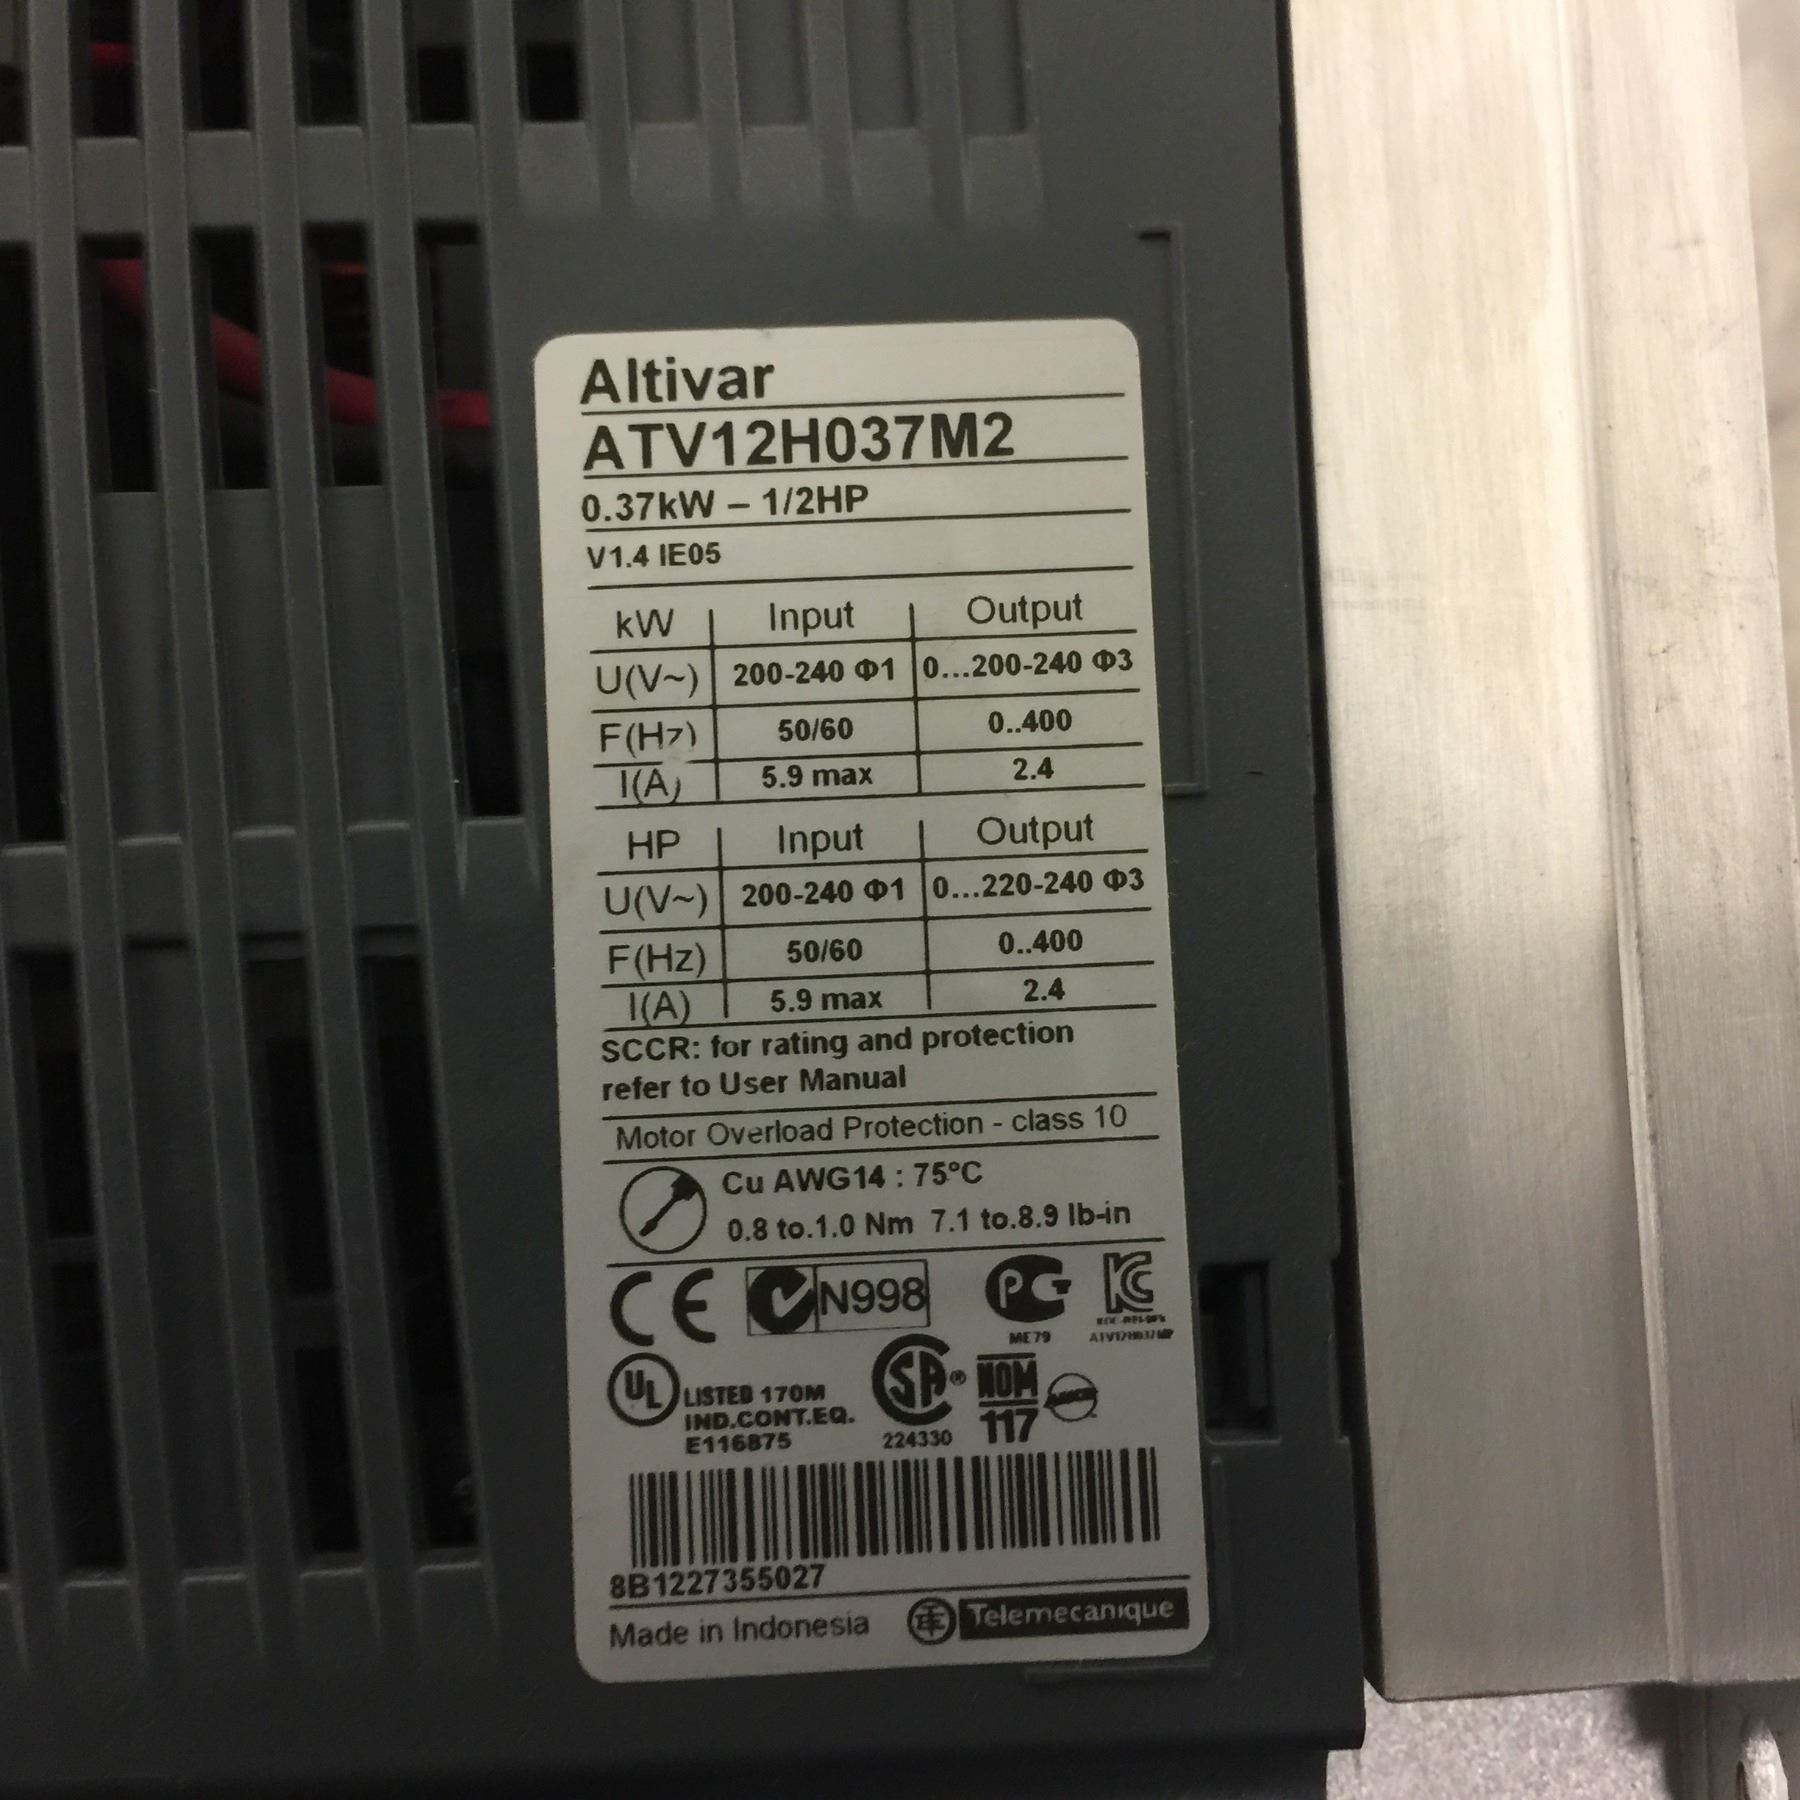 Altivar
ATV12H037M2
0.37kW – 1/2HP
V1.4 IE05
kW Input Output
U(V~) 200-240 Φ1 0...200-240 Φ3
F(Hz) 50/60 0..400
I(A) 5.9 max 2.4
HP Input Output
U(V~) 200-240 Φ1 0...220-240 Φ3
F(Hz) 50/60 0..400
I(A) 5.9 max 2.4
SCCR: for rating and protection
refer to User Manual
Motor Overload Protection - class 10
Cu AWG14 : 75°C
0.8 to.1.0 Nm 7.1 to.8.9 lb-in
CE N998 PG KC
ME79
UL LISTED 170M SA® NOM
IND.CONT.EQ. 117
E116875 224330
8B1227355027
Made in Indonesia Telemecanique